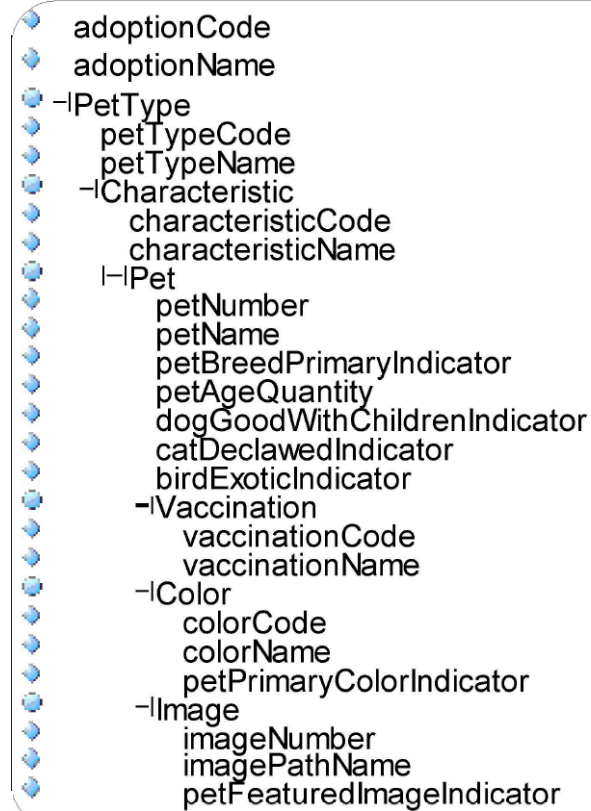 adoptionCode
adoptionName
PetType
petTypeCode
petTypeName
Characteristic
characteristicCode
characteristicName
Pet
petNumber
petName
petBreedPrimaryIndicator
petAgeQuantity
dogGoodWithChildrenIndicator
catDeclawedIndicator
birdExoticIndicator
Vaccination
vaccinationCode
vaccinationName
Color
colorCode
colorName
petPrimaryColorIndicator
Image
imageNumber
imagePathName
petFeaturedImageIndicator